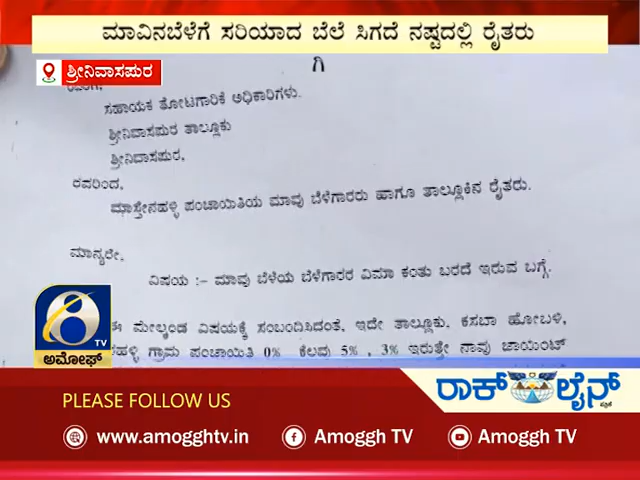 ಮಾವಿನಬೆಳೆಗೆ ಸರಿಯಾದ ಬೆಲೆ ಸಿಗದೆ ನಷ್ಟದಲ್ಲಿ ರೈತರು
ಶ್ರೀನಿವಾಸಪುರ
ಗಿ
ಸಹಾಯಕ ತೋಟಗಾರಿಕೆ ಅಧಿಕಾರಿಗಳು.
ಶ್ರೀನಿವಾಸಪುರ ತಾಲ್ಲೂಕು
ಶ್ರೀನಿವಾಸಪುರ,
ರವರಿಂದ,
ಮಾಸ್ತೇನಹಳ್ಳಿ ಪಂಚಾಯಿತಿಯ ಮಾವು ಬೆಳೆಗಾರರು ಹಾಗೂ ತಾಲ್ಲೂಕಿನ ರೈತರು.
ಮಾನ್ಯರೇ,
ವಿಷಯ :- ಮಾವು ಬೆಳೆಯ ಬೆಳೆಗಾರರ ವಿಮಾ ಕಂತು ಬರದೆ ಇರುವ ಬಗ್ಗೆ.
ಈ ಮೇಲ್ಕಂಡ ವಿಷಯಕ್ಕೆ ಸಂಬಂದಿಸಿದಂತೆ, ಇದೇ ತಾಲ್ಲೂಕು, ಕಸಬಾ ಹೋಬಳಿ,
ಗ್ರಾಮ ಪಂಚಾಯಿತಿ 0% ಕೆಲವು 5% , 3% ಇರುತ್ತೇ ನಾವು ಜಾಯಿಂಟ್
TV
ಅಮೋಘ್
ರಾಕ್ ಲೈನ್
PLEASE FOLLOW US
www.amogghtv.in
Amoggh TV
Amoggh TV